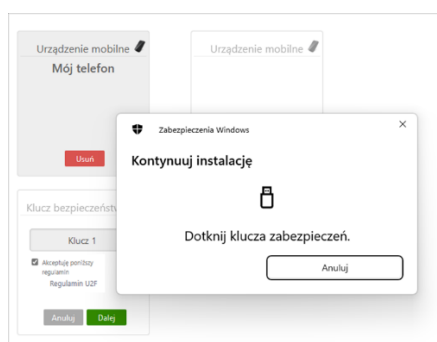 Urządzenie mobilne
Mój telefon
Usuń
Urządzenie mobilne
Klucz bezpieczeństw
Klucz 1
Akceptuję poniższy
regulamin
Regulamin U2F
Anuluj
Dalej
Zabezpieczenia Windows
Kontynuuj instalację
Dotknij klucza zabezpieczeń.
Anuluj